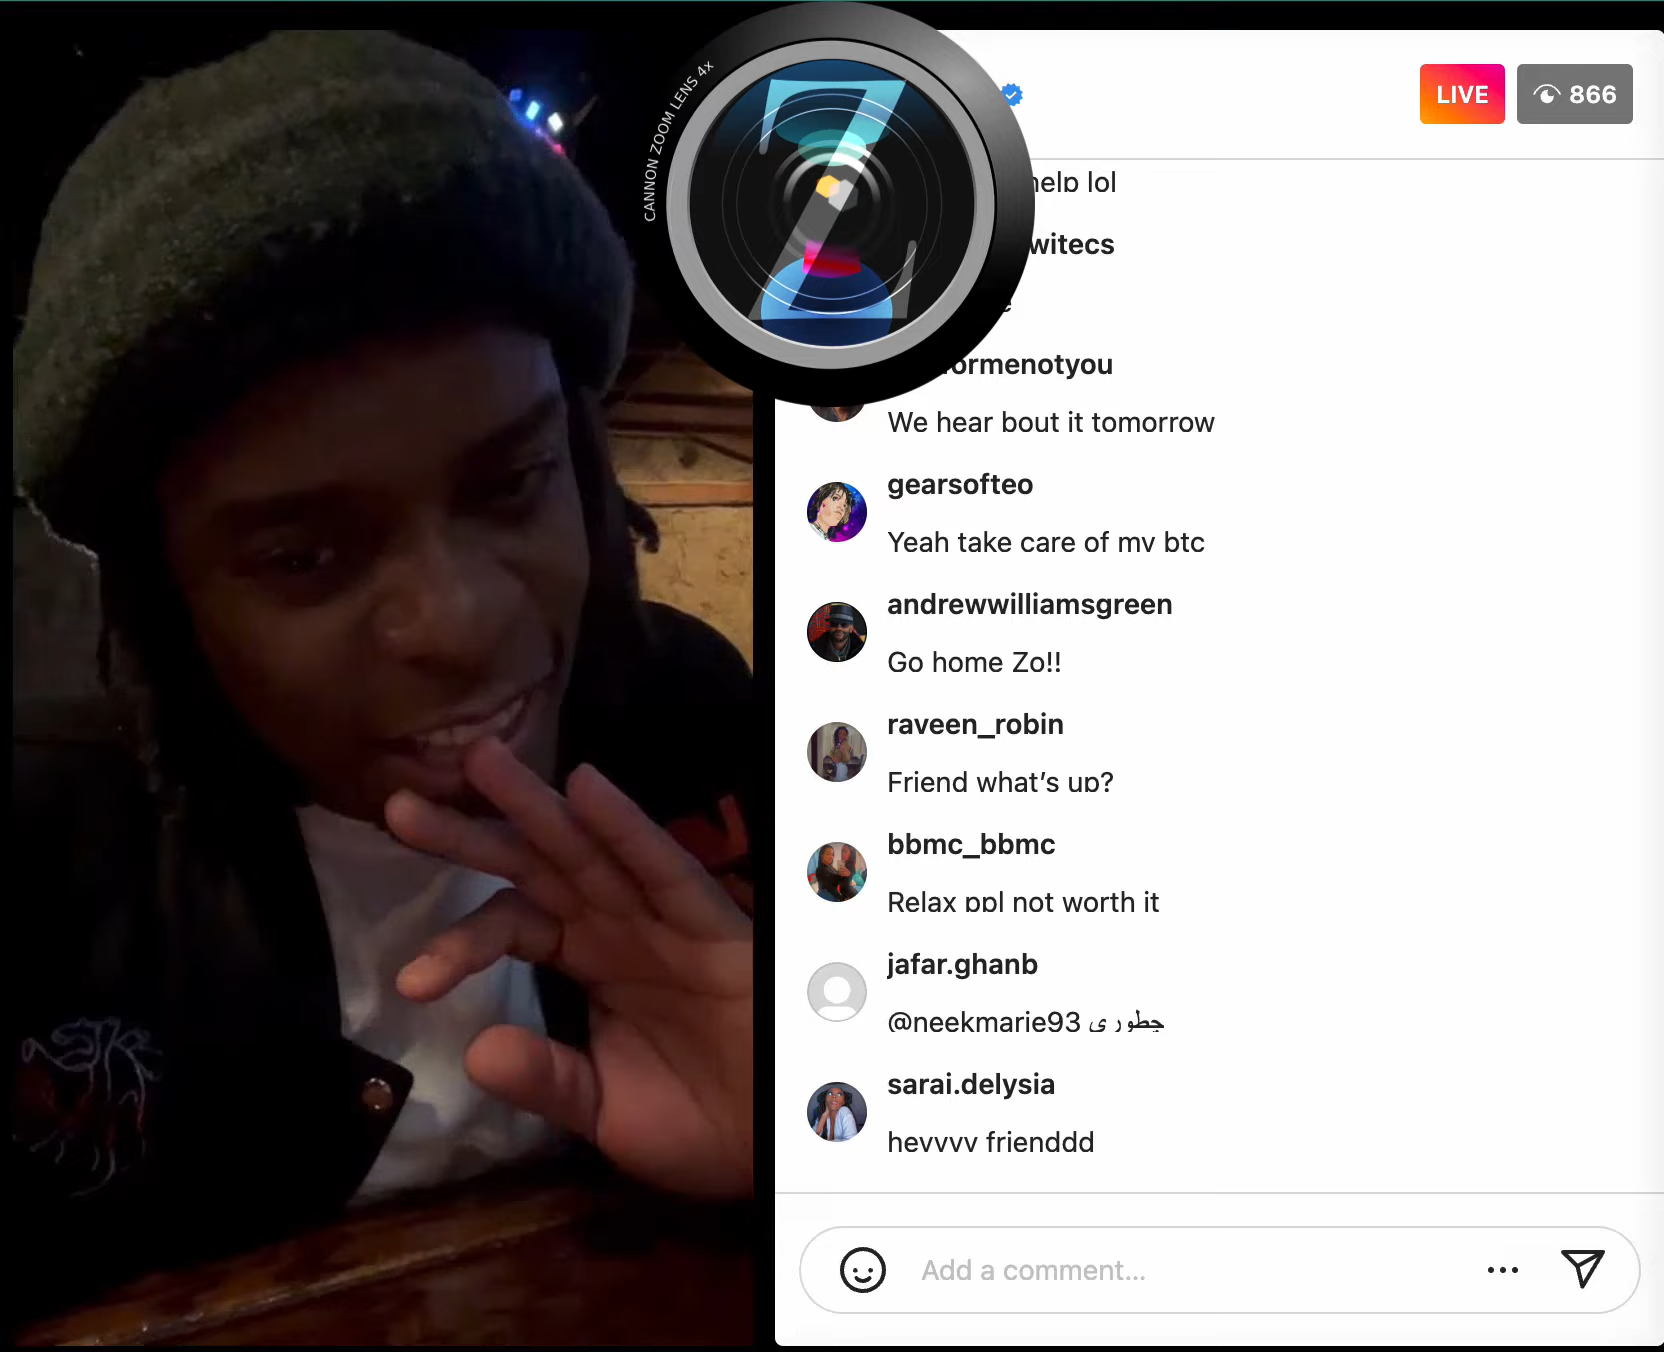 CANNON ZOOM LENS 4x
Z
LIVE
866
help lol
witecs
ormenotyou
We hear bout it tomorrow
gearsofteo
Yeah take care of my btc
andrewwilliamsgreen
Go home Zo!!
raveen_robin
Friend what’s up?
bbmc_bbmc
Relax ppl not worth it
jafar.ghanb
@neekmarie93 چطوری
sarai.delysia
heyyyy frienddd
Add a comment...